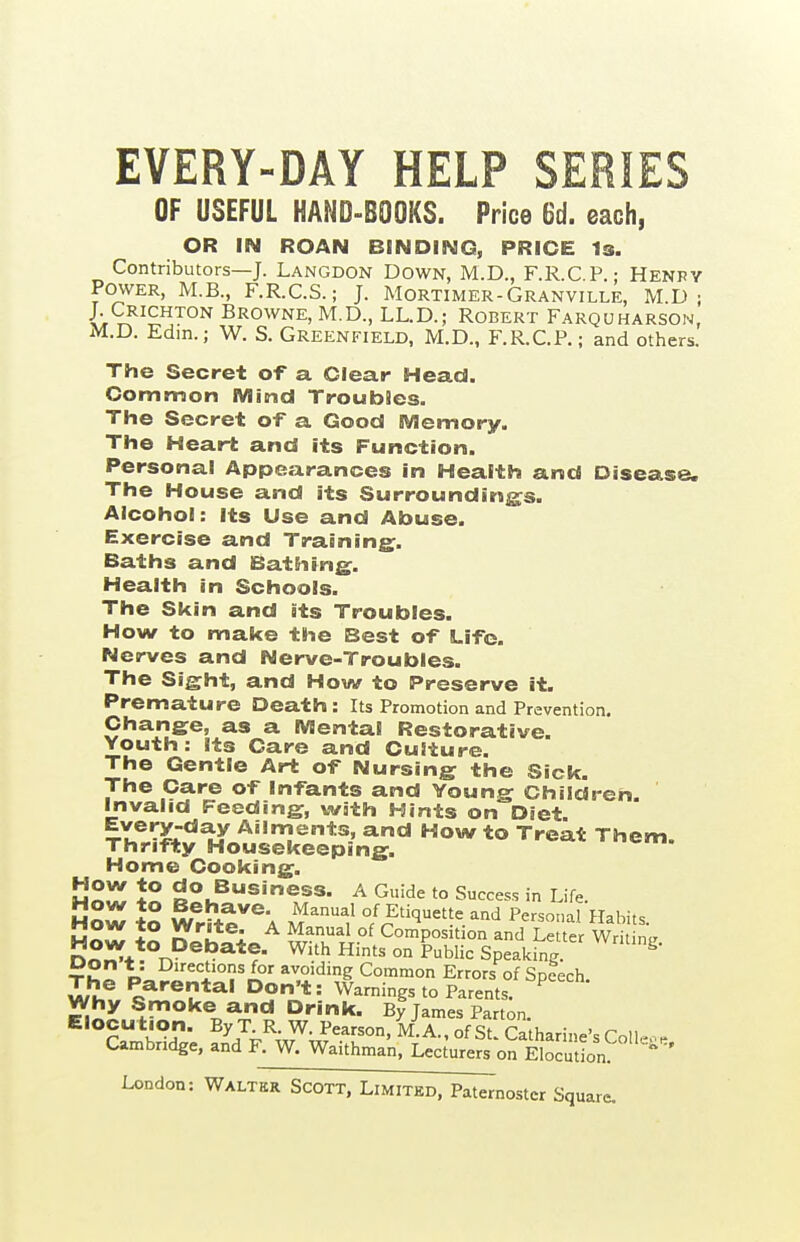 EVERY-DAY HELP SERIES
OF USEFUL HAND-BOOKS. Price 6d. each,
OR IN ROAN BINDING, PRICE 1s.
Contributors—J. LANGDON DOWN, M.D., F.R.C.P.; HENRY
POWER, M.B., F.R.C.S.; J. MORTIMER-GRANVILLE, M.D;
J. CRICHTON BROWNE, M.D., LL.D.; ROBERT FARQUHARSON,
M.D. Edin.; W. S. GREENFIELD, M.D., F.R.C.P.; and others.
The Secret of a Clear Head.
Common Mind Troubles.
The Secret of a Good Memory.
The Heart and its Function.
Personal Appearances in Health and Disease.
The House and its Surroundings.
Alcohol: Its Use and Abuse.
Exercise and Training.
Baths and Bathing.
Health in Schools.
The Skin and its Troubles.
How to make the Best of Life.
Nerves and Nerve-Troubles.
The Sight, and How to Preserve it.
Premature Death: Its Promotion and Prevention.
Change, as a Mental Restorative.
Youth: Its Care and Culture.
The Gentle Art of Nursing the Sick.
The Care of Infants and Young Children.
Invalid Feeding, with Hints on Diet.
Every-day Ailments, and How to Treat Them.
Thrifty Housekeeping.
Home Cooking.
How to do Business. A Guide to Success in Life.
How to Behave. Manual of Etiquette and Personal Habits.
How to Write. A Manual of Composition and Letter Writing.
How to Debate. With Hints on Public Speaking.
Don't: Directions for avoiding Common Errors of Speech.
The Parental Don't: Warnings to Parents.
Why Smoke and Drink. By James Parton.
Elocution. By T. R. W. Pearson, M.A., of St. Catharine's College,
Cambridge, and F. W. Waithman, Lecturers on Elocution.
London: WALTER SCOTT, LIMITED, Paternoster Square.